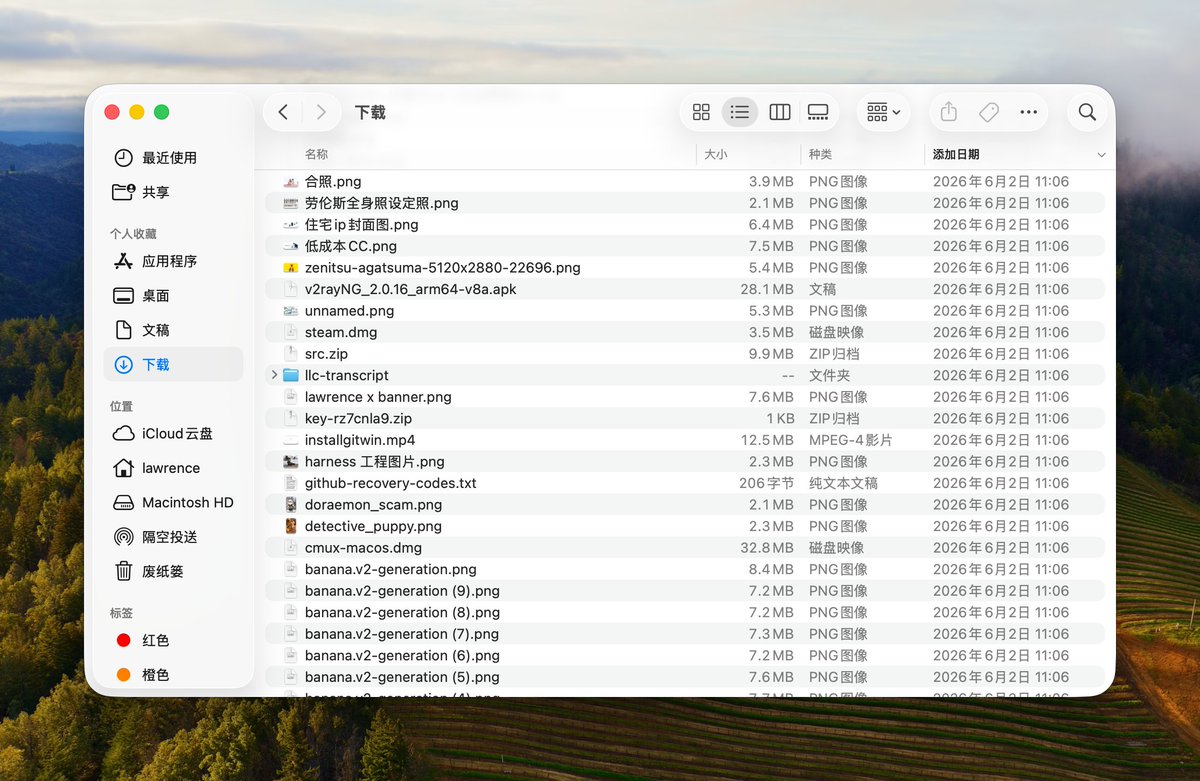 下载
最近使用
共享
个人收藏
应用程序
桌面
文稿
下载
位置
iCloud云盘
lawrence
Macintosh HD
隔空投送
废纸篓
标签
红色
橙色
名称 大小 种类 添加日期
合照.png 3.9 MB PNG图像 2026年6月2日 11:06
劳伦斯全身照设定照.png 2.1 MB PNG图像 2026年6月2日 11:06
住宅ip封面图.png 6.4 MB PNG图像 2026年6月2日 11:06
低成本CC.png 7.5 MB PNG图像 2026年6月2日 11:06
zenitsu-agatsuma-5120x2880-22696.png 5.4 MB PNG图像 2026年6月2日 11:06
v2rayNG_2.0.16_arm64-v8a.apk 28.1 MB 文稿 2026年6月2日 11:06
unnamed.png 5.3 MB PNG图像 2026年6月2日 11:06
steam.dmg 3.5 MB 磁盘映像 2026年6月2日 11:06
src.zip 9.9 MB ZIP归档 2026年6月2日 11:06
llc-transcript -- 文件夹 2026年6月2日 11:06
lawrence x banner.png 7.6 MB PNG图像 2026年6月2日 11:06
key-rz7cnla9.zip 1 KB ZIP归档 2026年6月2日 11:06
installgitwin.mp4 12.5 MB MPEG-4影片 2026年6月2日 11:06
harness 工程图片.png 2.3 MB PNG图像 2026年6月2日 11:06
github-recovery-codes.txt 206字节 纯文本文稿 2026年6月2日 11:06
doraemon_scam.png 2.1 MB PNG图像 2026年6月2日 11:06
detective_puppy.png 2.3 MB PNG图像 2026年6月2日 11:06
cmux-macos.dmg 32.8 MB 磁盘映像 2026年6月2日 11:06
banana.v2-generation.png 8.4 MB PNG图像 2026年6月2日 11:06
banana.v2-generation (9).png 7.2 MB PNG图像 2026年6月2日 11:06
banana.v2-generation (8).png 7.2 MB PNG图像 2026年6月2日 11:06
banana.v2-generation (7).png 7.3 MB PNG图像 2026年6月2日 11:06
banana.v2-generation (6).png 7.2 MB PNG图像 2026年6月2日 11:06
banana.v2-generation (5).png 7.6 MB PNG图像 2026年6月2日 11:06